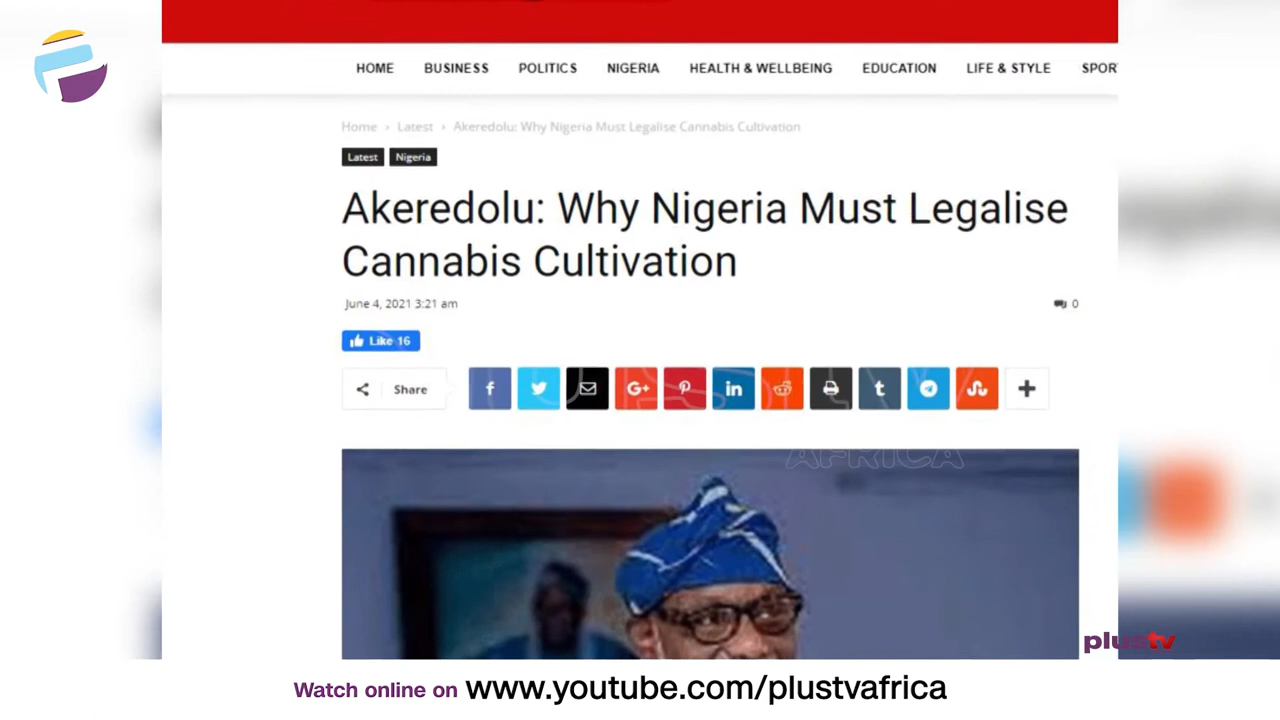 HOME BUSINESS POLITICS NIGERIA HEALTH & WELLBEING EDUCATION LIFE & STYLE SPOR
Home › Latest › Akeredolu: Why Nigeria Must Legalise Cannabis Cultivation
Latest Nigeria
Akeredolu: Why Nigeria Must Legalise
Cannabis Cultivation
June 4, 2021 3:21 am 0
Like 16
Share
AFRICA
plustv
Watch online on www.youtube.com/plustvafrica